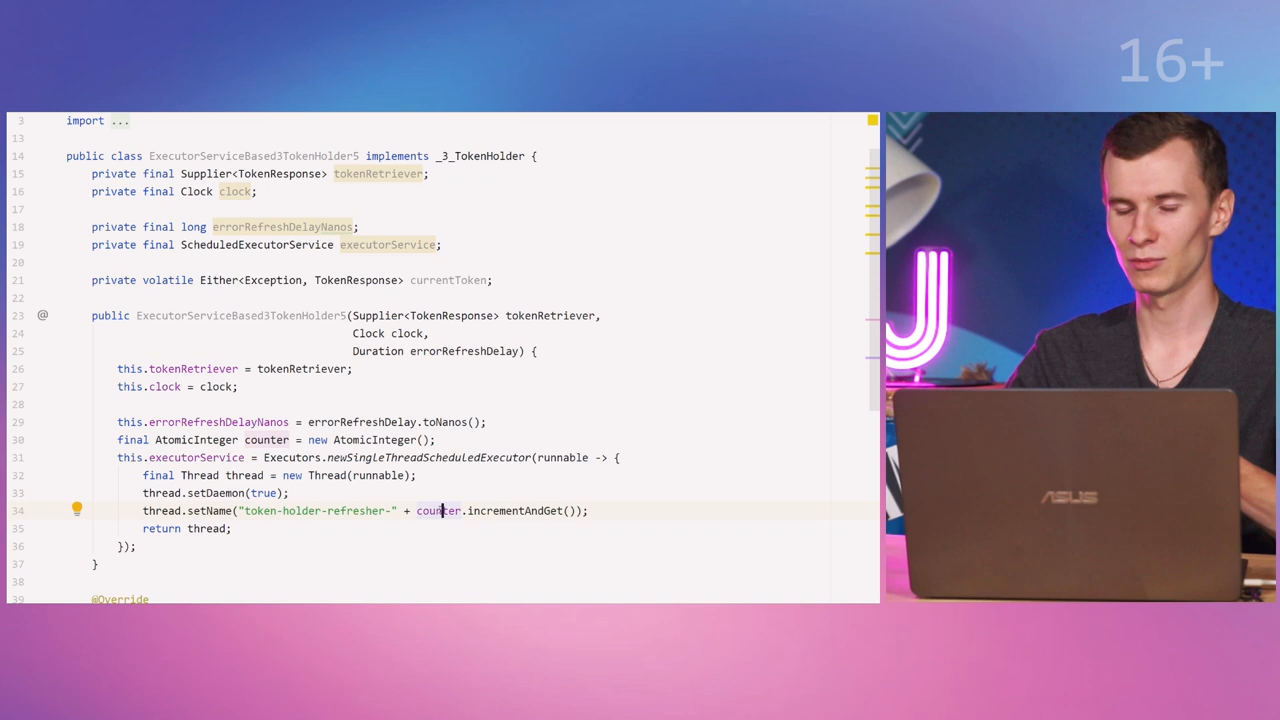 16+
3 import ...
13
14 public class ExecutorServiceBased3TokenHolder5 implements _3_TokenHolder {
15 private final Supplier<TokenResponse> tokenRetriever;
16 private final Clock clock;
17
18 private final long errorRefreshDelayNanos;
19 private final ScheduledExecutorService executorService;
20
21 private volatile Either<Exception, TokenResponse> currentToken;
22
23 @ public ExecutorServiceBased3TokenHolder5(Supplier<TokenResponse> tokenRetriever,
24 Clock clock,
25 Duration errorRefreshDelay) {
26 this.tokenRetriever = tokenRetriever;
27 this.clock = clock;
28
29 this.errorRefreshDelayNanos = errorRefreshDelay.toNanos();
30 final AtomicInteger counter = new AtomicInteger();
31 this.executorService = Executors.newSingleThreadScheduledExecutor(runnable -> {
32 final Thread thread = new Thread(runnable);
33 thread.setDaemon(true);
34 thread.setName("token-holder-refresher-" + counter.incrementAndGet());
35 return thread;
36 });
37 }
38
39 @Override
J
ASUS